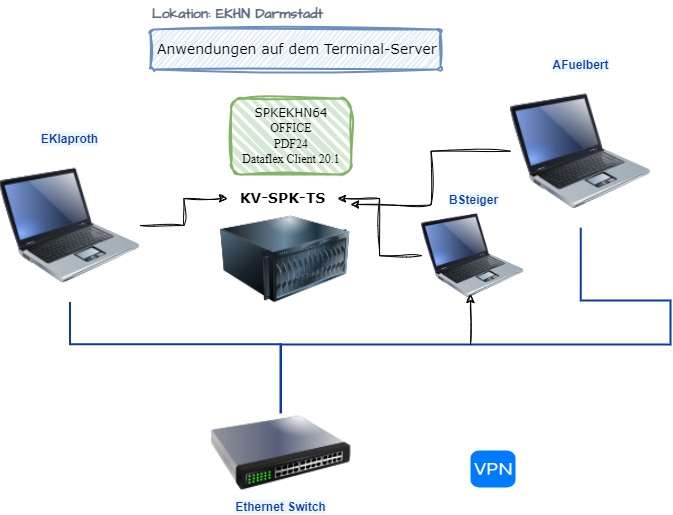 Lokation: EKHN Darmstadt
Anwendungen auf dem Terminal-Server
AFuelbert
SPKEKHN64
OFFICE
PDF24
Dataflex Client 20.1
EKlaproth
KV-SPK-TS
BSteiger
VPN
Ethernet Switch